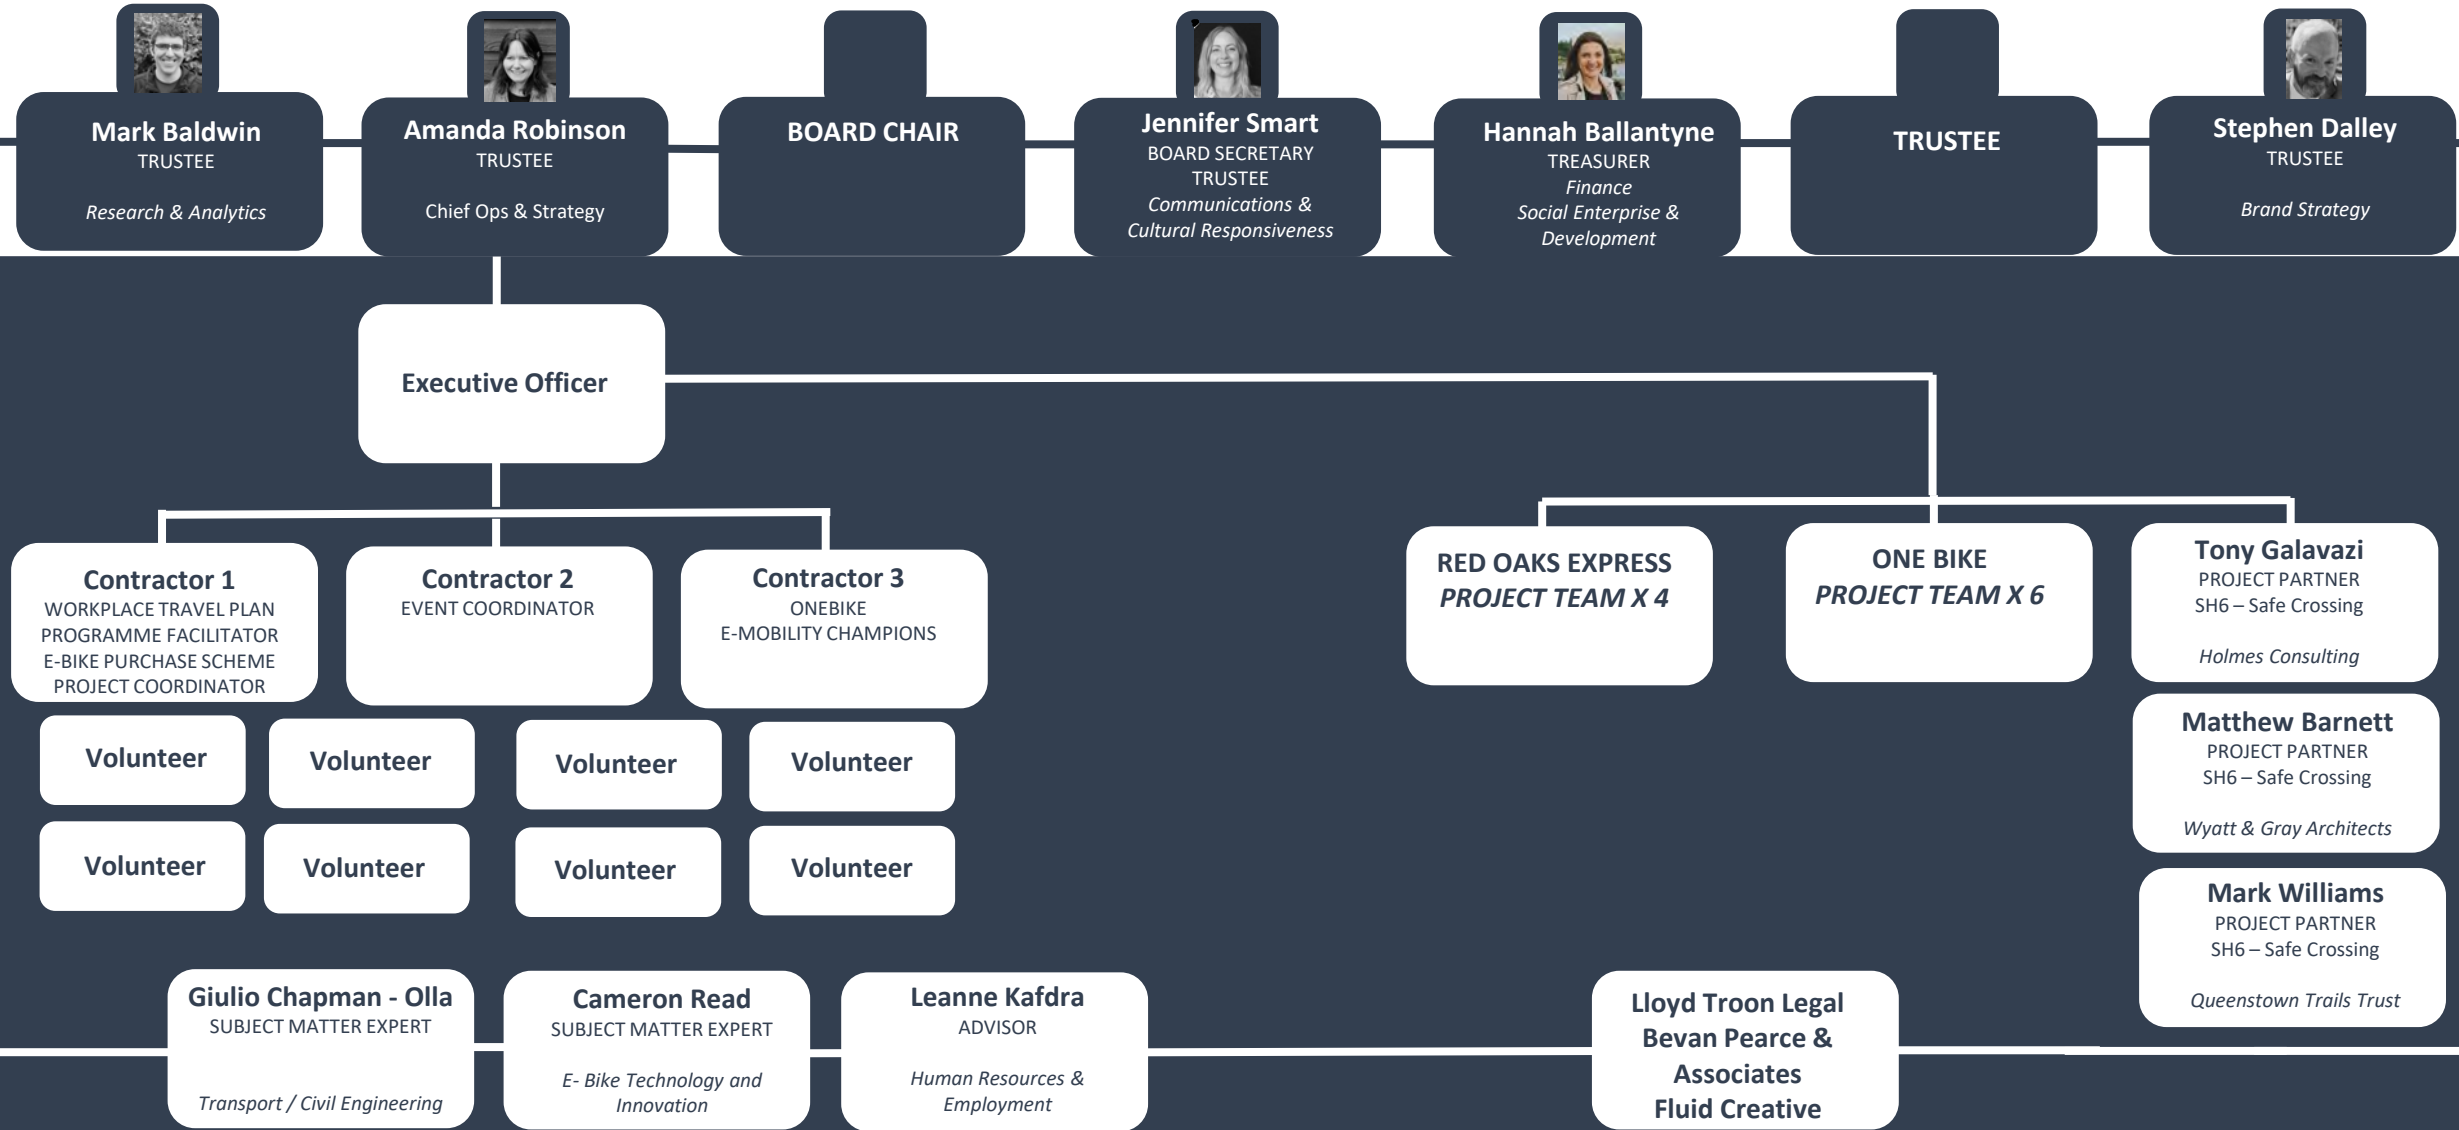 Mark Baldwin
TRUSTEE
Research & Analytics
Amanda Robinson
TRUSTEE
Chief Ops & Strategy
BOARD CHAIR
Jennifer Smart
BOARD SECRETARY
TRUSTEE
Communications &
Cultural Responsiveness
Hannah Ballantyne
TREASURER
Finance
Social Enterprise &
Development
TRUSTEE
Stephen Dalley
TRUSTEE
Brand Strategy
Executive Officer
Contractor 1
WORKPLACE TRAVEL PLAN
PROGRAMME FACILITATOR
E-BIKE PURCHASE SCHEME
PROJECT COORDINATOR
Contractor 2
EVENT COORDINATOR
Contractor 3
ONEBIKE
E-MOBILITY CHAMPIONS
RED OAKS EXPRESS
PROJECT TEAM X 4
ONE BIKE
PROJECT TEAM X 6
Tony Galavazi
PROJECT PARTNER
SH6 – Safe Crossing
Holmes Consulting
Volunteer
Volunteer
Volunteer
Volunteer
Matthew Barnett
PROJECT PARTNER
SH6 – Safe Crossing
Wyatt & Gray Architects
Volunteer
Volunteer
Volunteer
Volunteer
Mark Williams
PROJECT PARTNER
SH6 – Safe Crossing
Queenstown Trails Trust
Giulio Chapman - Olla
SUBJECT MATTER EXPERT
Transport / Civil Engineering
Cameron Read
SUBJECT MATTER EXPERT
E- Bike Technology and
Innovation
Leanne Kafdra
ADVISOR
Human Resources &
Employment
Lloyd Troon Legal
Bevan Pearce &
Associates
Fluid Creative